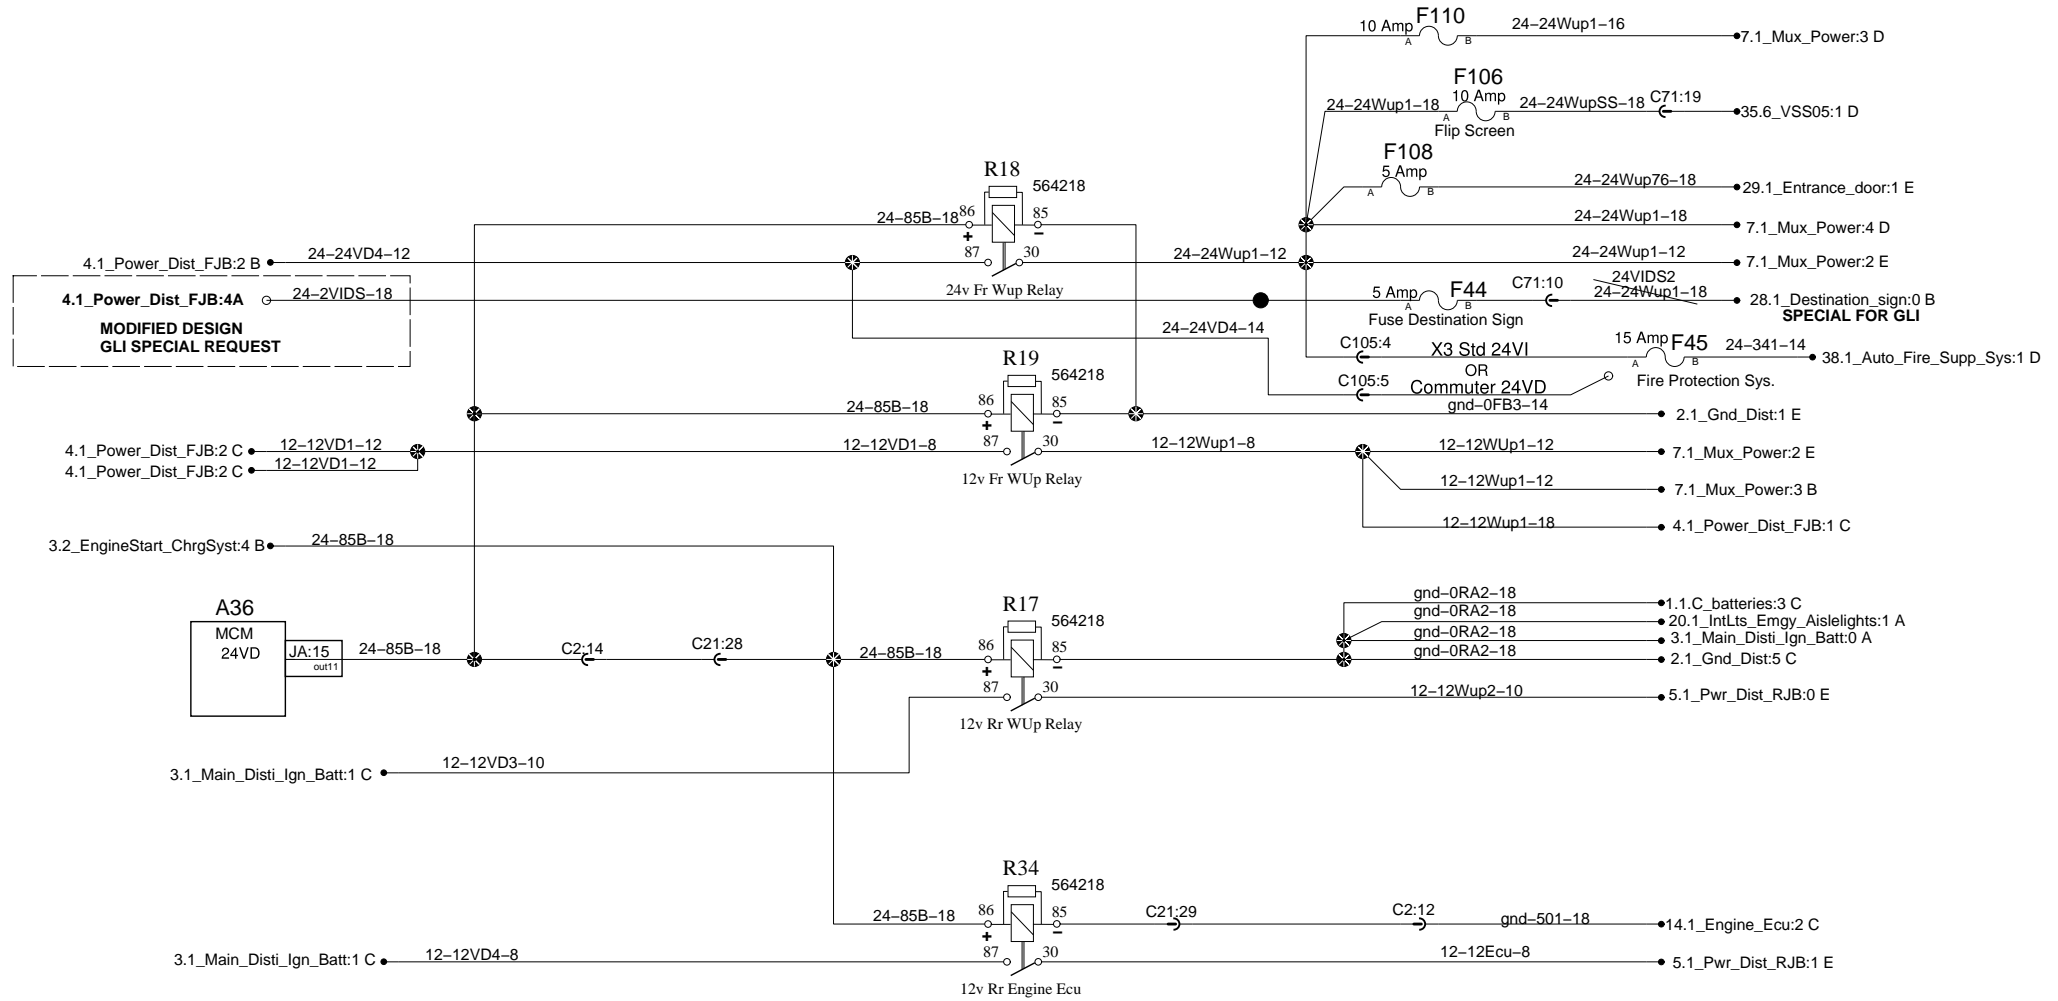 F110
10 Amp
24–24Wup1–16
A
B
7.1_Mux_Power:3 D
F106
10 Amp
24–24Wup1–18
24–24WupSS–18
C71:19
A
B
35.6_VSS05:1 D
Flip Screen
F108
5 Amp
24–24Wup76–18
A
B
29.1_Entrance_door:1 E
R18
564218
24–85B–18
86
85
+
–
24–24Wup1–18
7.1_Mux_Power:4 D
4.1_Power_Dist_FJB:2 B
24–24VD4–12
87
30
24–24Wup1–12
24–24Wup1–12
7.1_Mux_Power:2 E
24v Fr Wup Relay
4.1_Power_Dist_FJB:4A
24–2VIDS–18
MODIFIED DESIGN
GLI SPECIAL REQUEST
5 Amp
F44
A
B
Fuse Destination Sign
C71:10
24VIDS2
24–24Wup1–18
28.1_Destination_sign:0 B
SPECIAL FOR GLI
24–24VD4–14
C105:4
X3 Std 24VI
OR
C105:5
Commuter 24VD
15 Amp
F45
A
B
24–341–14
38.1_Auto_Fire_Supp_Sys:1 D
Fire Protection Sys.
R19
564218
24–85B–18
86
85
+
–
gnd–0FB3–14
2.1_Gnd_Dist:1 E
4.1_Power_Dist_FJB:2 C
12–12VD1–12
4.1_Power_Dist_FJB:2 C
12–12VD1–12
12–12VD1–8
87
30
12–12Wup1–8
12–12WUp1–12
7.1_Mux_Power:2 E
12v Fr WUp Relay
12–12Wup1–12
7.1_Mux_Power:3 B
12–12Wup1–18
4.1_Power_Dist_FJB:1 C
3.2_EngineStart_ChrgSyst:4 B
24–85B–18
A36
MCM
24VD
JA:15
out11
24–85B–18
C2:14
C21:28
24–85B–18
R17
564218
86
85
+
–
gnd–0RA2–18
1.1.C_batteries:3 C
gnd–0RA2–18
20.1_IntLts_Emgy_Aislelights:1 A
gnd–0RA2–18
3.1_Main_Disti_Ign_Batt:0 A
gnd–0RA2–18
2.1_Gnd_Dist:5 C
87
30
12–12Wup2–10
5.1_Pwr_Dist_RJB:0 E
12v Rr WUp Relay
3.1_Main_Disti_Ign_Batt:1 C
12–12VD3–10
R34
564218
24–85B–18
86
85
+
–
C21:29
C2:12
gnd–501–18
14.1_Engine_Ecu:2 C
3.1_Main_Disti_Ign_Batt:1 C
12–12VD4–8
87
30
12–12Ecu–8
5.1_Pwr_Dist_RJB:1 E
12v Rr Engine Ecu